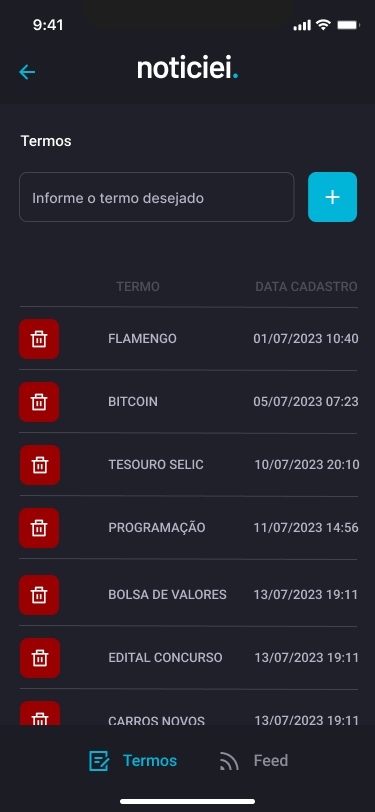 9:41
noticiei.
Termos
Informe o termo desejado
+
TERMO DATA CADASTRO
FLAMENGO 01/07/2023 10:40
BITCOIN 05/07/2023 07:23
TESOURO SELIC 10/07/2023 20:10
PROGRAMAÇÃO 11/07/2023 14:56
BOLSA DE VALORES 13/07/2023 19:11
EDITAL CONCURSO 13/07/2023 19:11
CARROS NOVOS 13/07/2023 19:11
Termos Feed